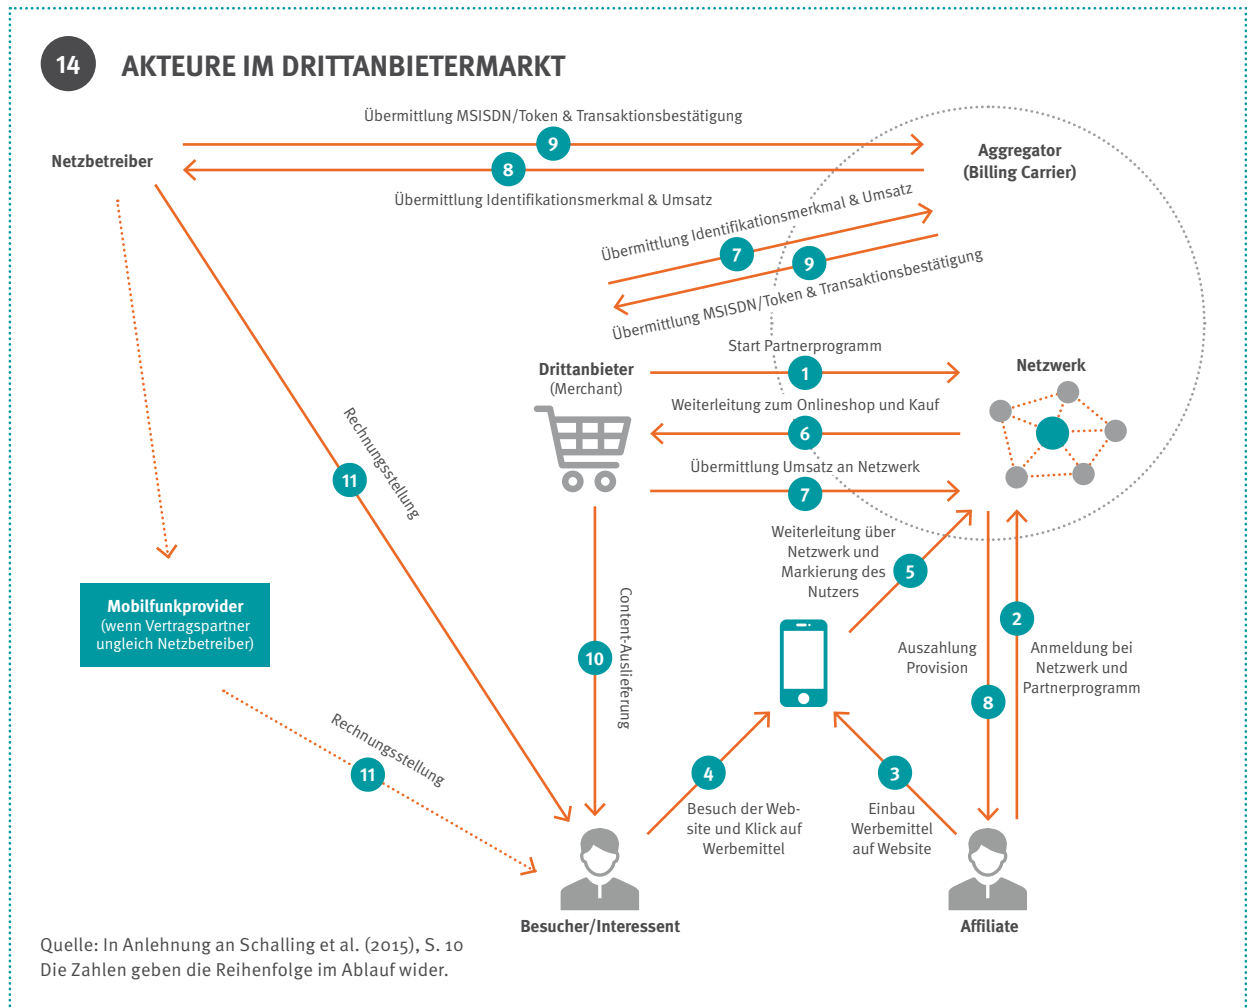 14 AKTEURE IM DRITTANBIETERMARKT
Übermittlung MSISDN/Token & Transaktionsbestätigung
9
Netzbetreiber
8
Übermittlung Identifikationsmerkmal & Umsatz
Aggregator
(Billing Carrier)
Übermittlung Identifikationsmerkmal & Umsatz
7
9
Übermittlung MSISDN/Token & Transaktionsbestätigung
Start Partnerprogramm
1
Drittanbieter
(Merchant)
Netzwerk
Weiterleitung zum Onlineshop und Kauf
6
Übermittlung Umsatz an Netzwerk
7
Rechnungsstellung
11
Weiterleitung über
Netzwerk und
Markierung des
Nutzers
5
Mobilfunkprovider
(wenn Vertragspartner
ungleich Netzbetreiber)
Content-Auslieferung
10
Auszahlung
Provision
8
2
Anmeldung bei
Netzwerk und
Partnerprogramm
Rechnungsstellung
11
4
Besuch der Web-
site und Klick auf
Werbemittel
3
Einbau
Werbemittel
auf Website
Besucher/Interessent
Affiliate
Quelle: In Anlehnung an Schalling et al. (2015), S. 10
Die Zahlen geben die Reihenfolge im Ablauf wider.